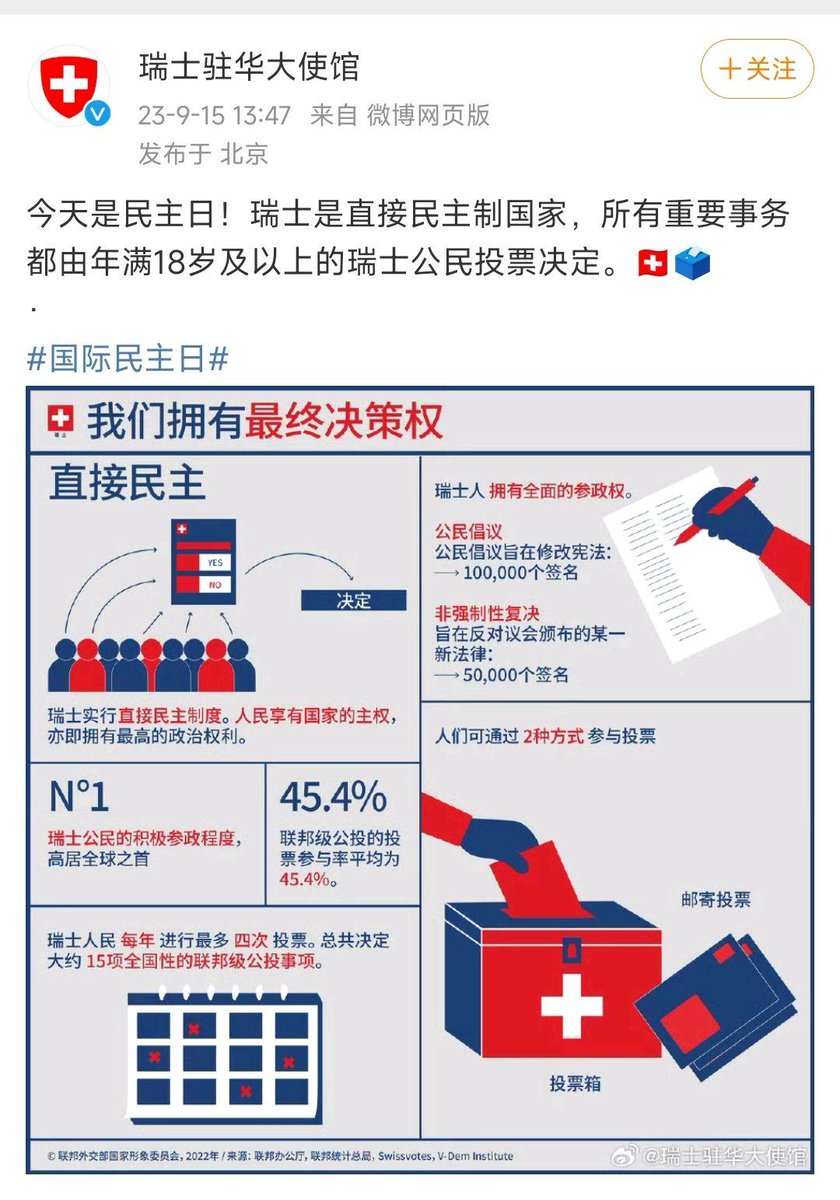 瑞士驻华大使馆
+关注
23-9-15 13:47 来自 微博网页版
发布于 北京
今天是民主日！瑞士是直接民主制国家，所有重要事务
都由年满18岁及以上的瑞士公民投票决定。🇨🇭🗳️
.
#国际民主日#
瑞士
我们拥有最终决策权
直接民主
YES
NO
决定
瑞士实行直接民主制度。人民享有国家的主权，
亦即拥有最高的政治权利。
N°1
瑞士公民的积极参政程度，
高居全球之首
45.4%
联邦级公投的投
票参与率平均为
45.4%。
瑞士人民 每年 进行最多 四次 投票。总共决定
大约 15项全国性的联邦级公投事项。
瑞士人 拥有全面的参政权。
公民倡议
公民倡议旨在修改宪法：
→ 100,000个签名
非强制性复决
旨在反对议会颁布的某一
新法律：
→ 50,000个签名
人们可通过 2种方式 参与投票
邮寄投票
投票箱
© 联邦外交部国家形象委员会，2022年 / 来源：联邦办公厅，联邦统计总局，Swissvotes，V-Dem Institute
@瑞士驻华大使馆